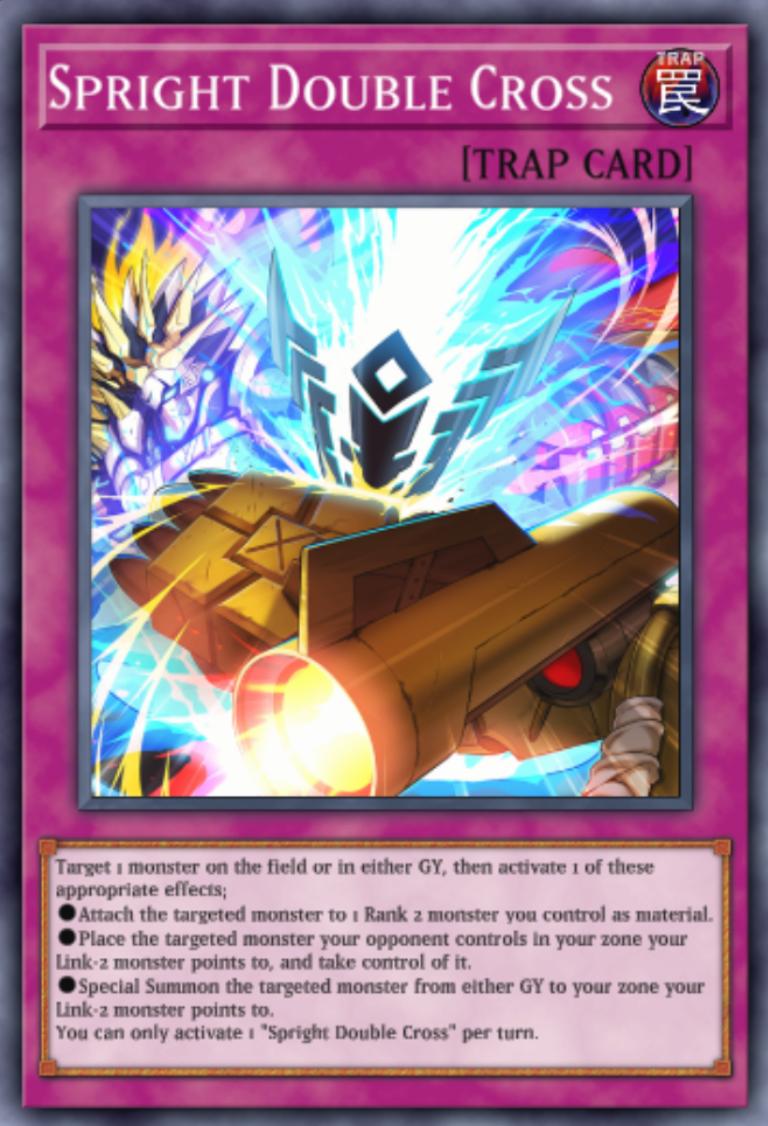 SPRIGHT DOUBLE CROSS
TRAP
罠
[TRAP CARD]
Target 1 monster on the field or in either GY, then activate 1 of these
appropriate effects;
●Attach the targeted monster to 1 Rank 2 monster you control as material.
●Place the targeted monster your opponent controls in your zone your
Link-2 monster points to, and take control of it.
●Special Summon the targeted monster from either GY to your zone your
Link-2 monster points to.
You can only activate 1 "Spright Double Cross" per turn.